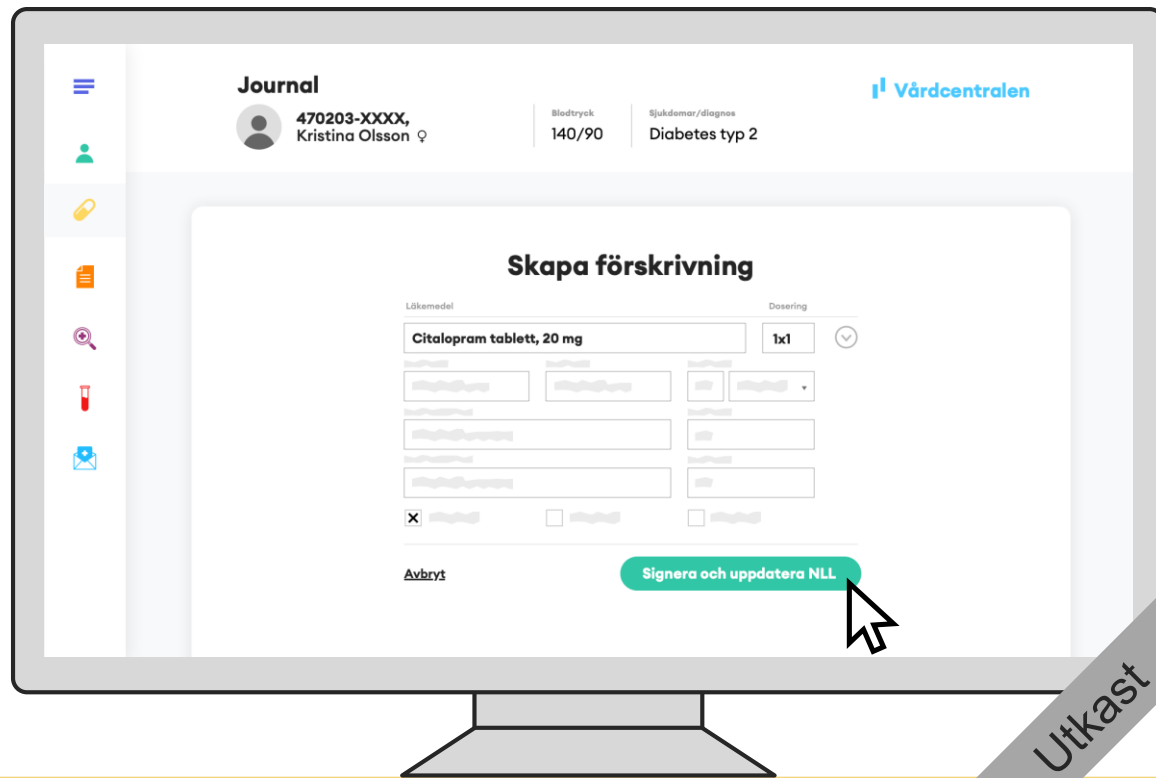 Journal
470203-XXXX,
Kristina Olsson ♀
Blodtryck
140/90
Sjukdomar/diagnos
Diabetes typ 2
Vårdcentralen
Skapa förskrivning
Läkemedel
Dosering
Citalopram tablett, 20 mg
1x1
Avbryt
Signera och uppdatera NLL
Utkast